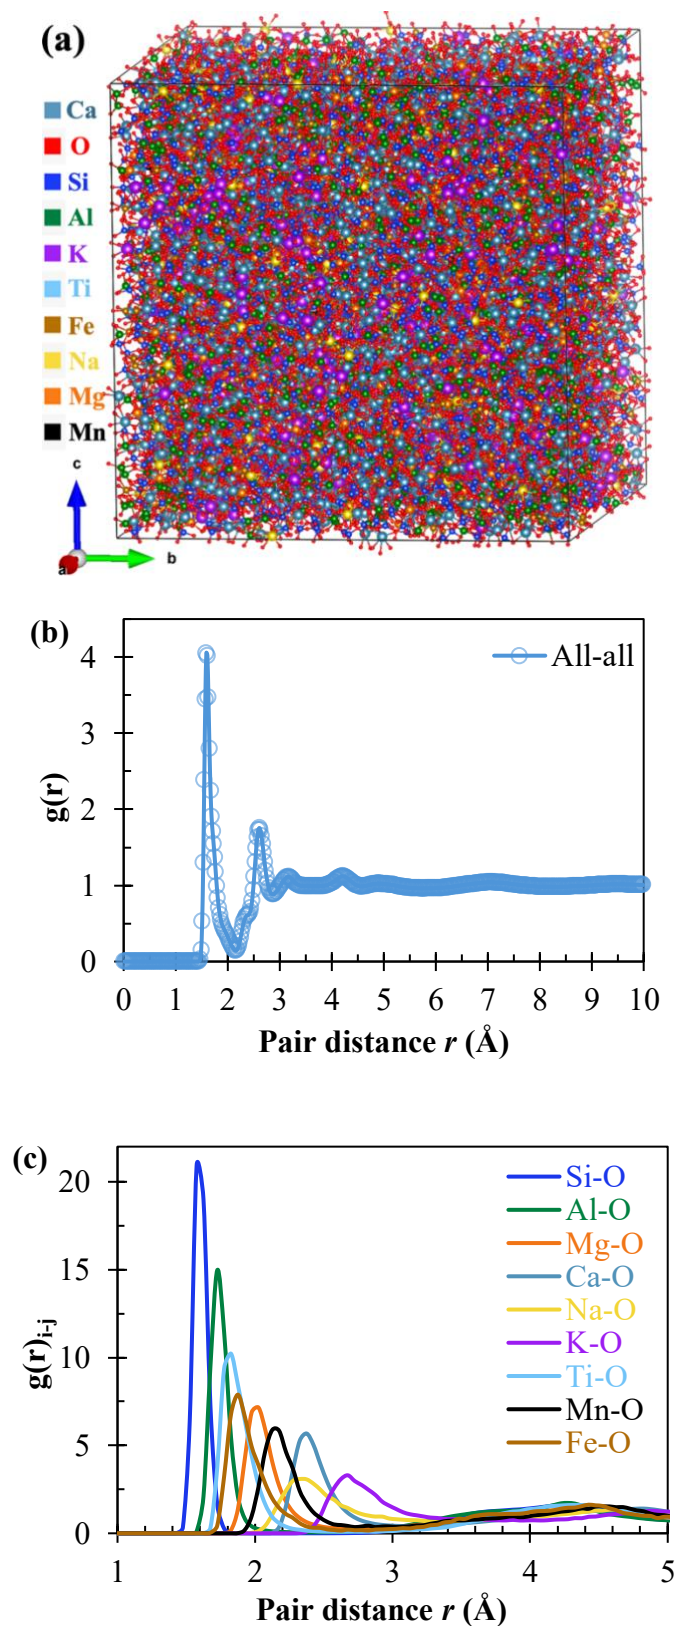 (a)
Ca
O
Si
Al
K
Ti
Fe
Na
Mg
Mn
c
a
b
(b)
All-all
4
3
2
1
0
g(r)
0 1 2 3 4 5 6 7 8 9 10
Pair distance r (Å)
(c)
Si-O
Al-O
Mg-O
Ca-O
Na-O
K-O
Ti-O
Mn-O
Fe-O
20
15
10
5
0
g(r)i-j
1 2 3 4 5
Pair distance r (Å)